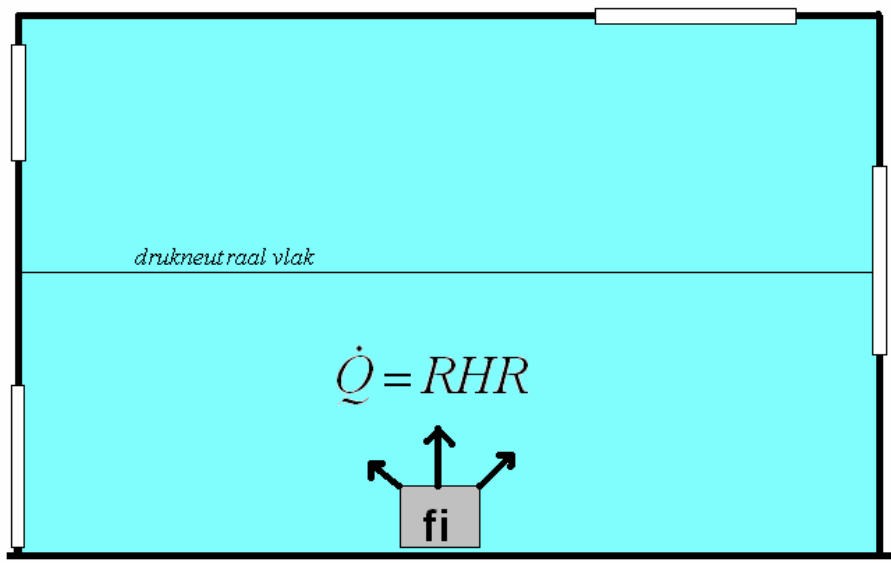 drukneutraal vlak
Q̇ = RHR
fi